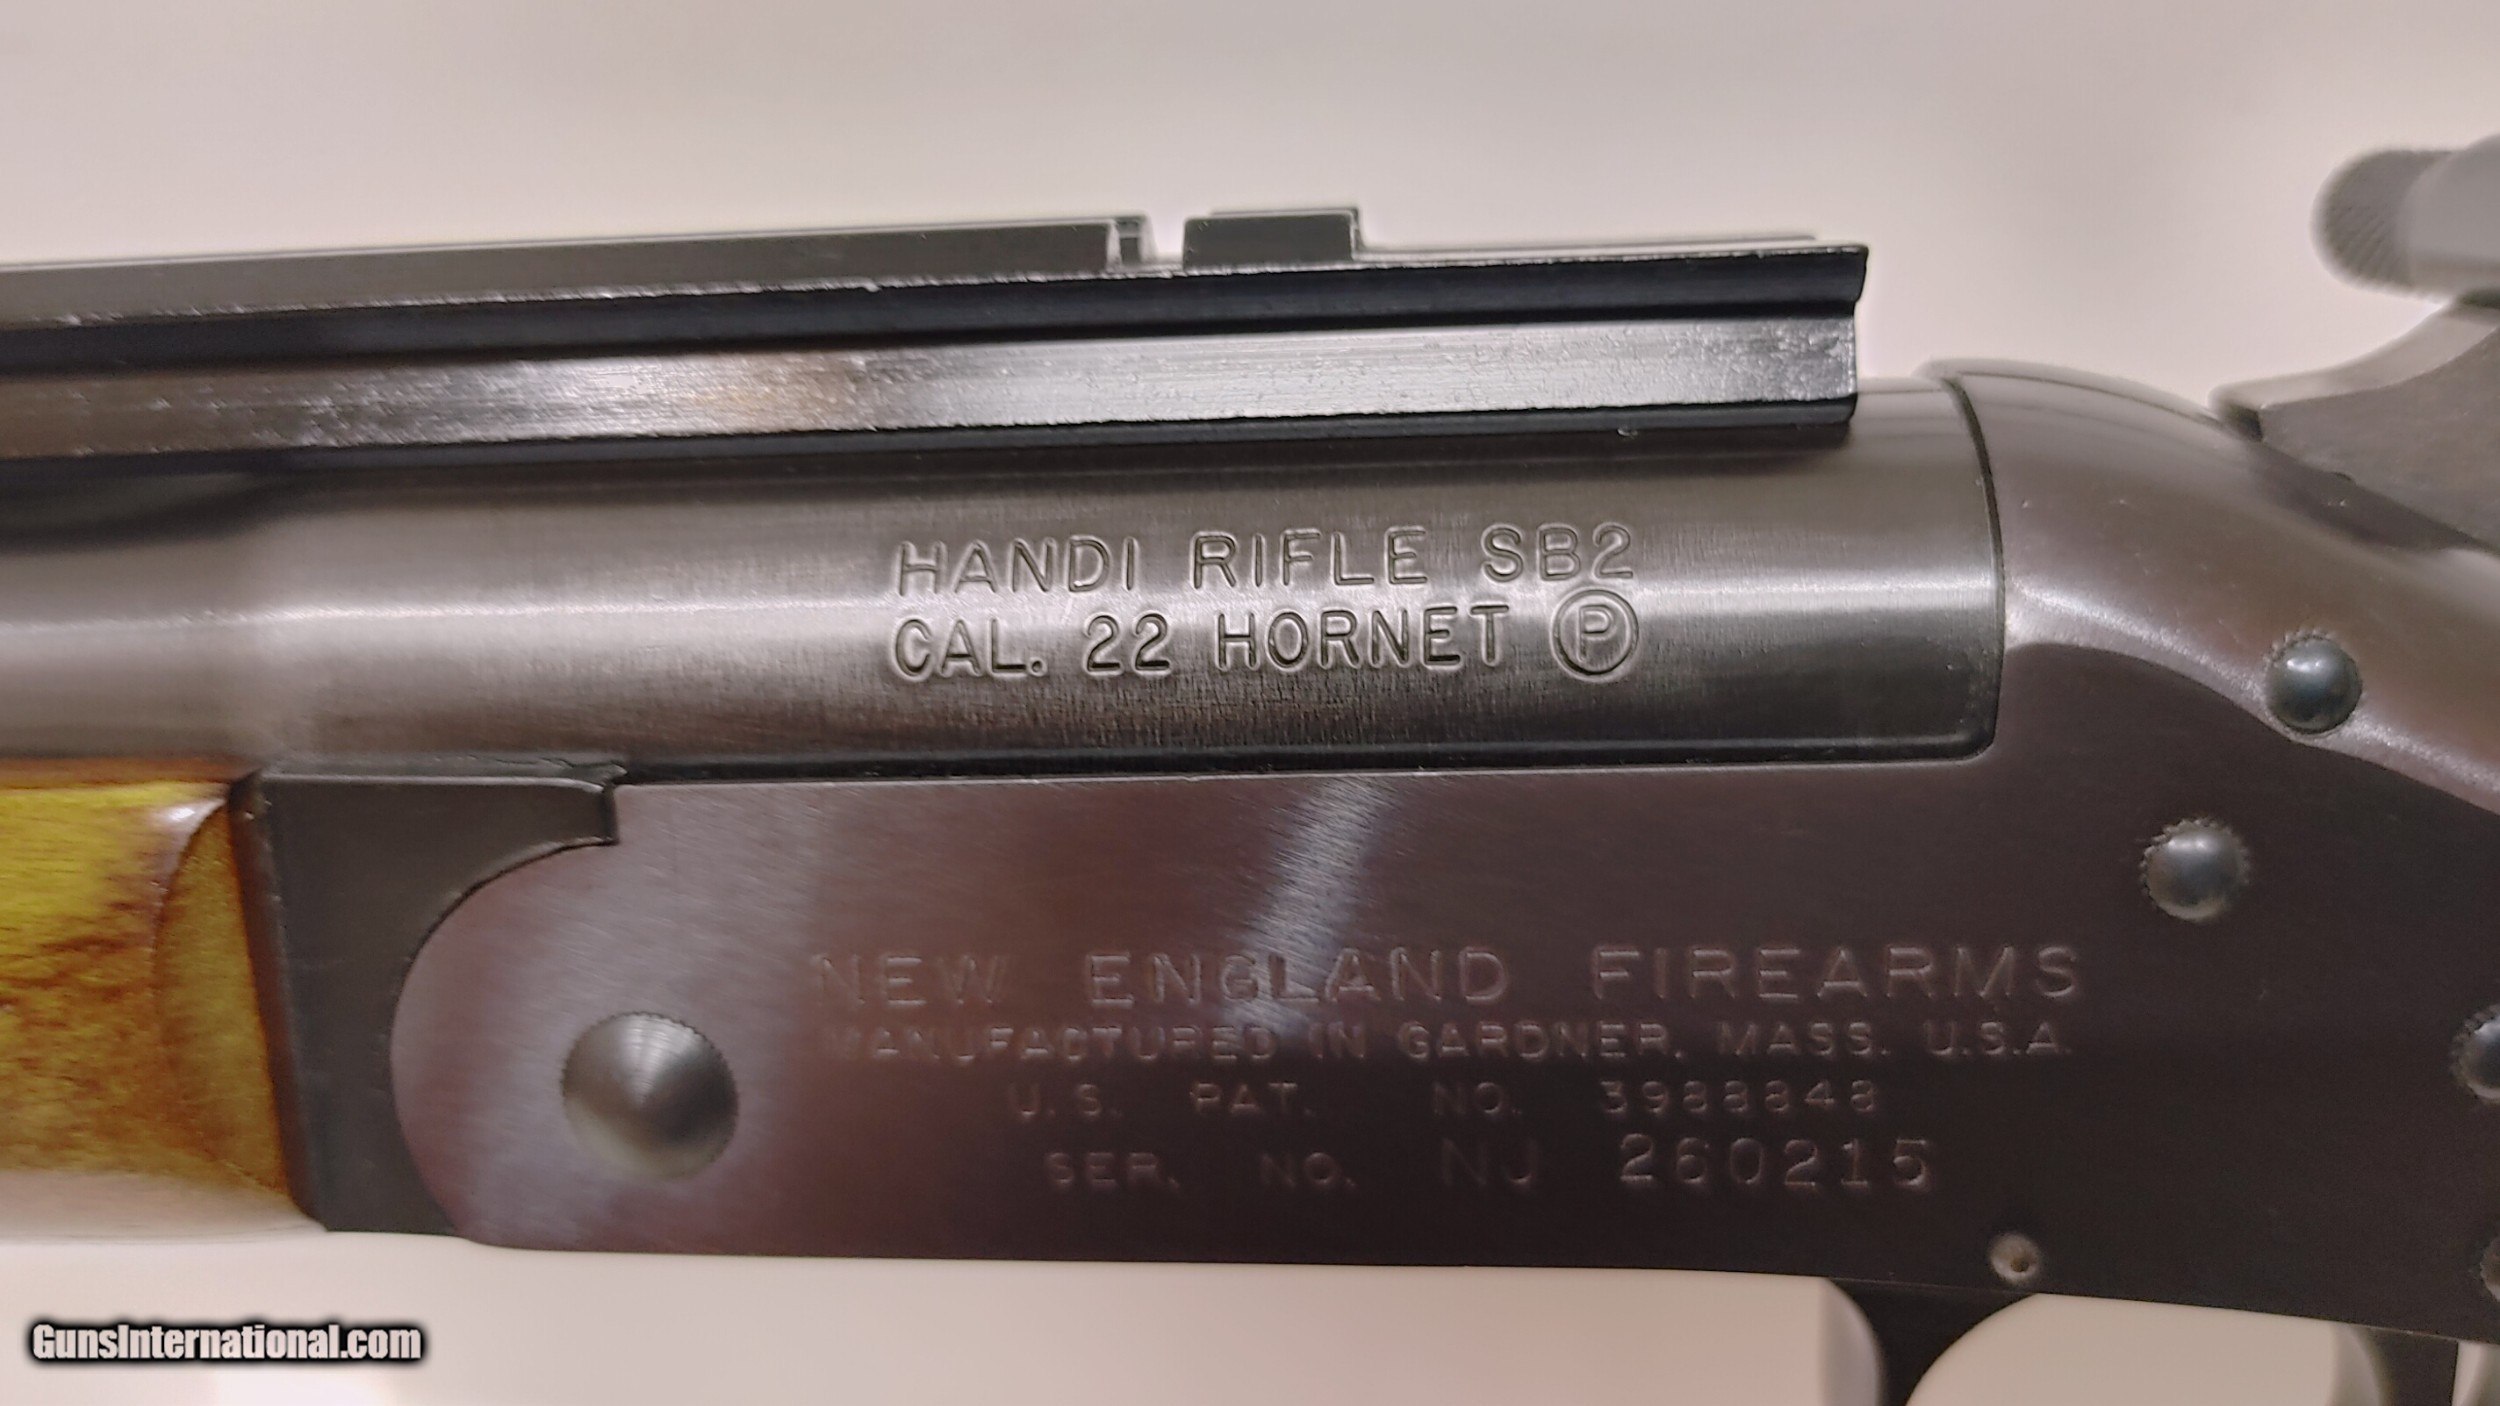 HANDI RIFLE SB2
CAL. 22 HORNET P
NEW ENGLAND FIREARMS
MANUFACTURED IN GARDNER, MASS. U.S.A.
U.S. PAT. NO. 3988848
SER. NO. NJ 260215
GunsInternational.com